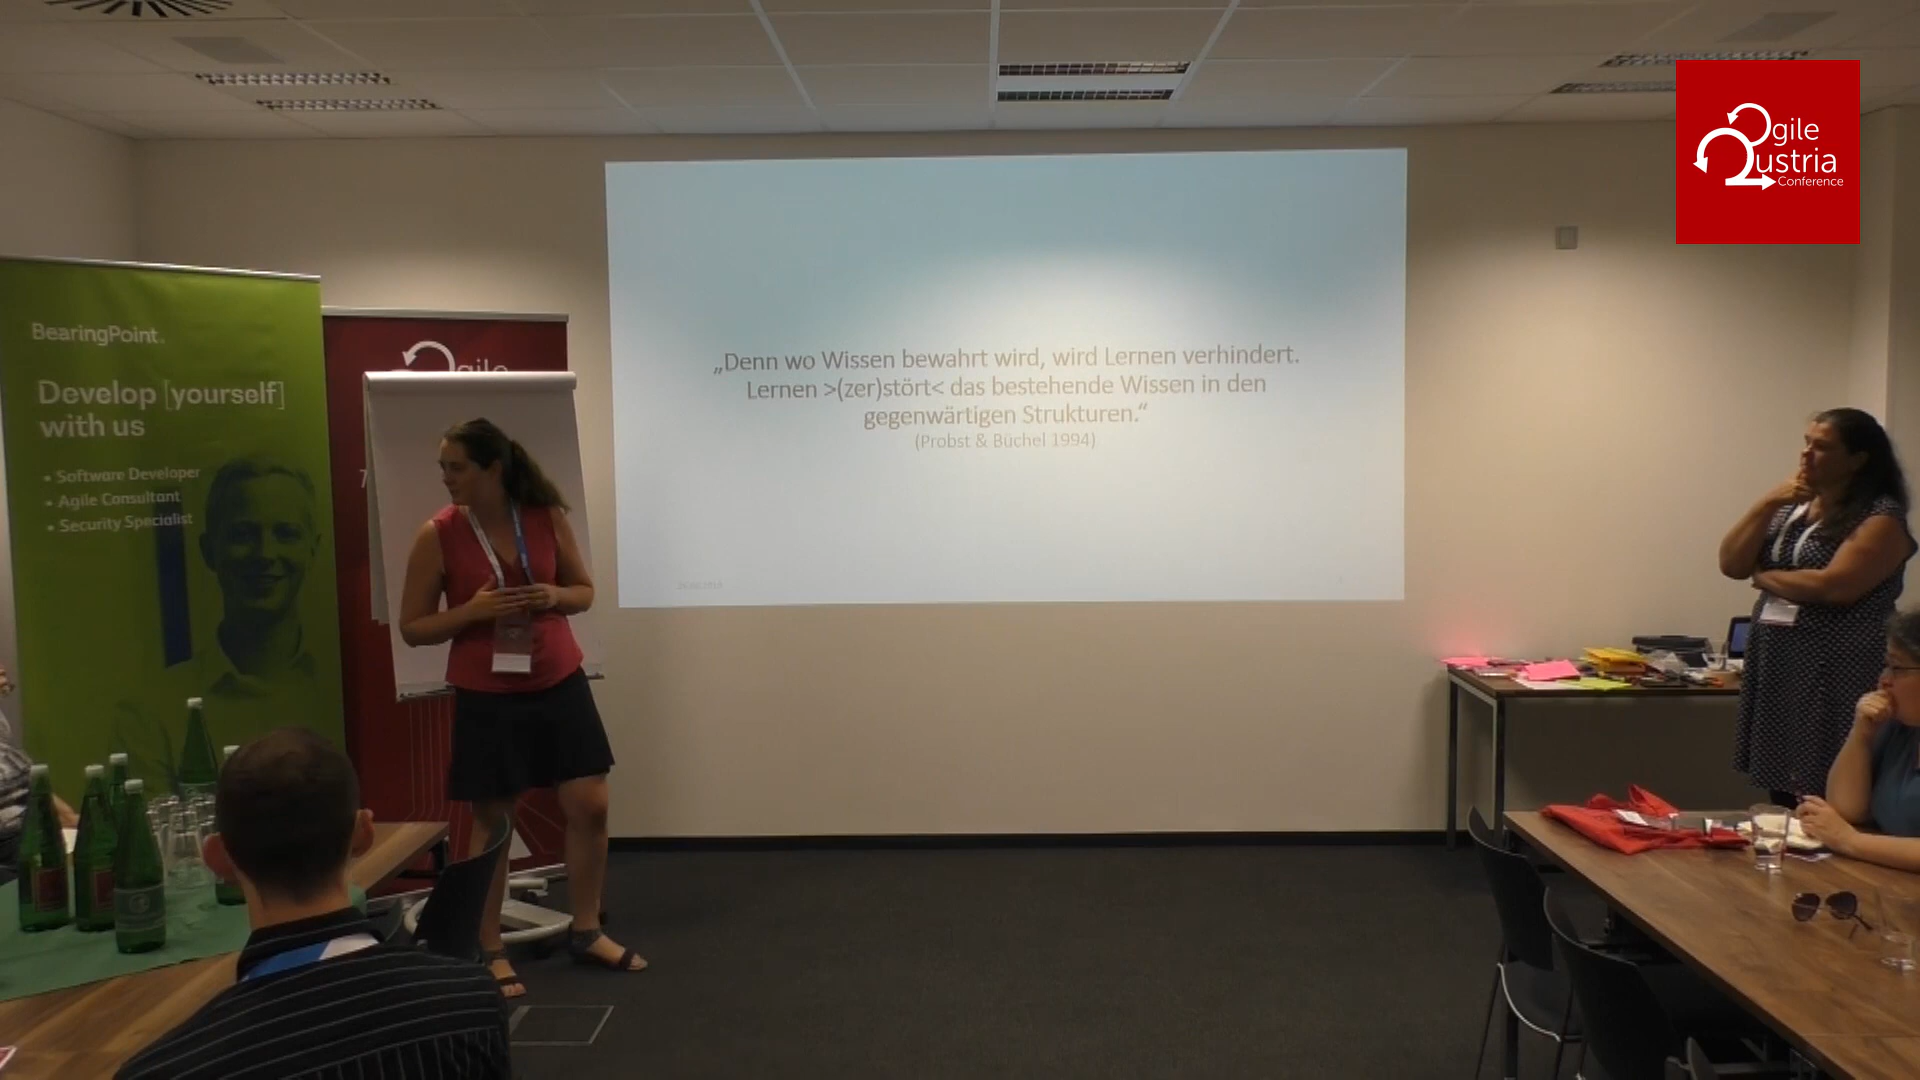 gile
ustria
Conference
BearingPoint.
Develop [yourself]
with us
• Software Developer
• Agile Consultant
• Security Specialist
gile
„Denn wo Wissen bewahrt wird, wird Lernen verhindert.
Lernen >(zer)stört< das bestehende Wissen in den
gegenwärtigen Strukturen.“
(Probst & Büchel 1994)